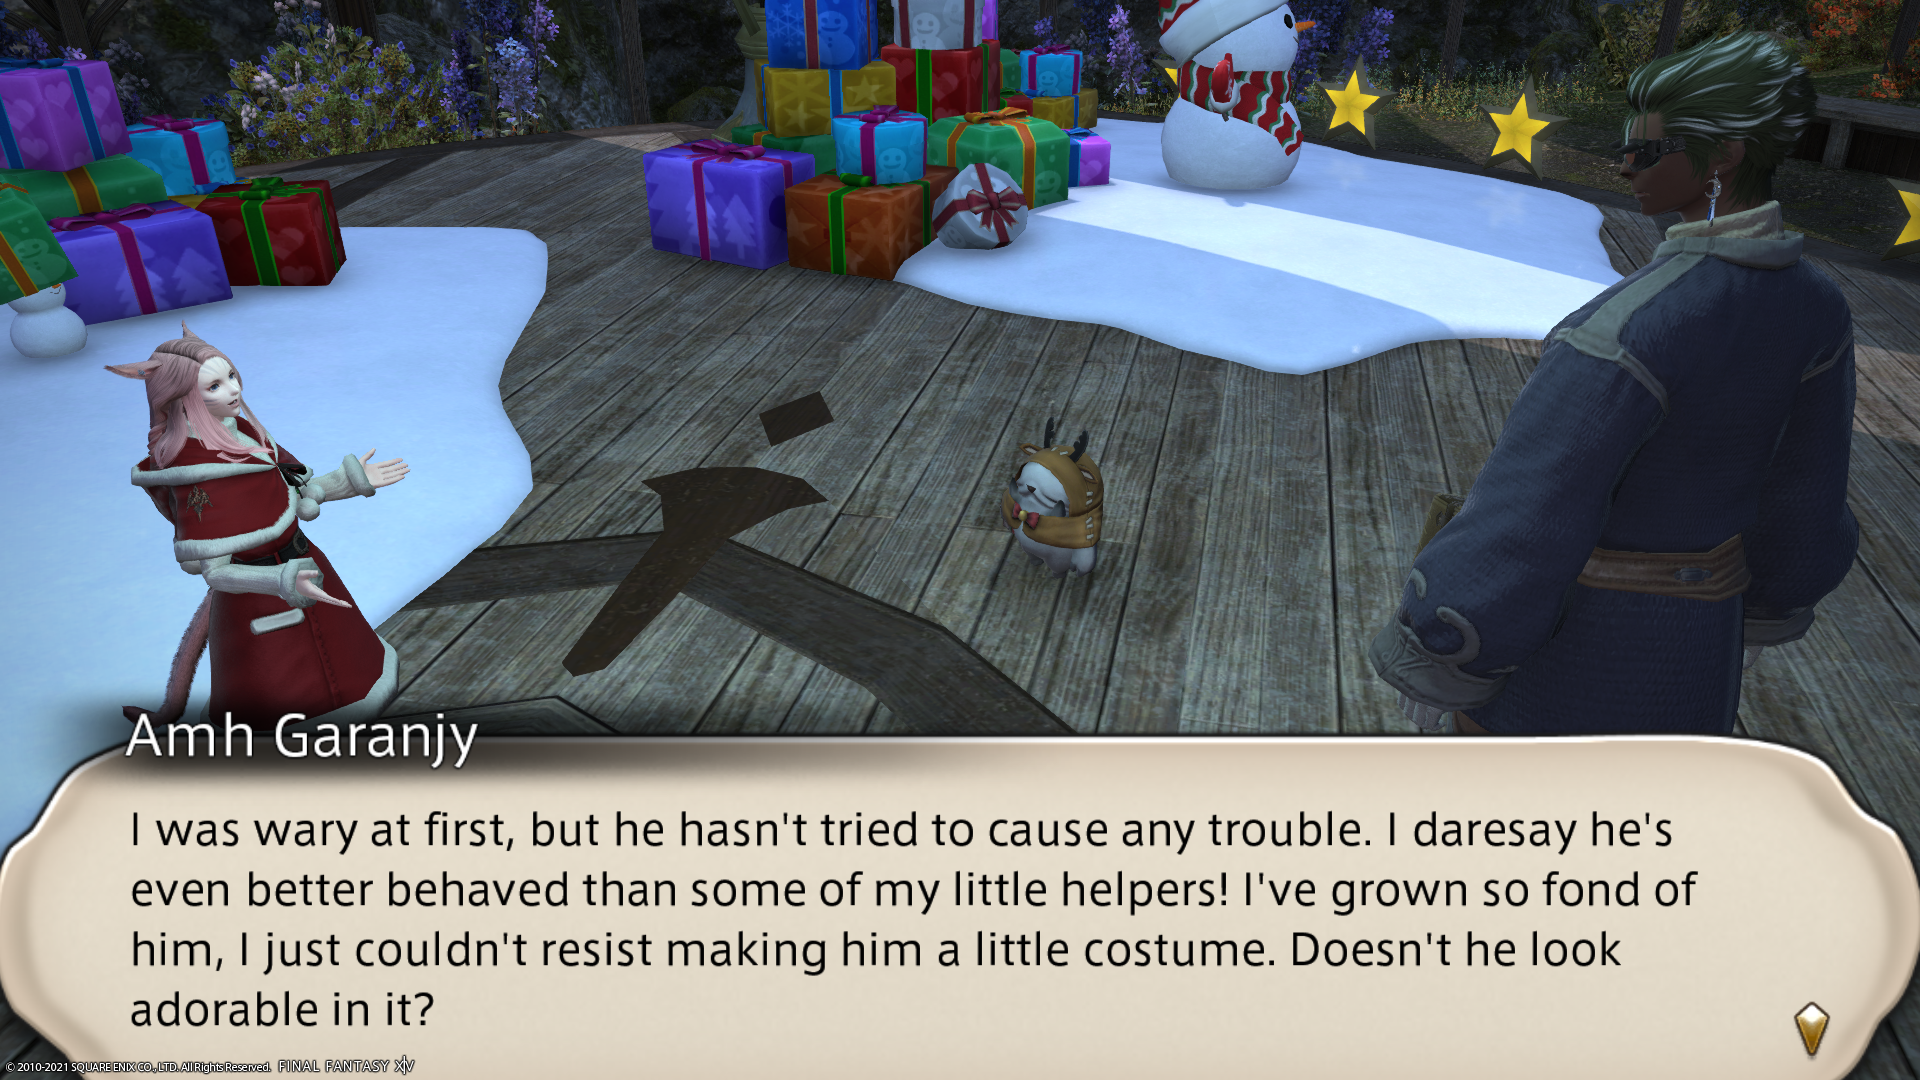 Amh Garanjy
I was wary at first, but he hasn't tried to cause any trouble. I daresay he's
even better behaved than some of my little helpers! I've grown so fond of
him, I just couldn't resist making him a little costume. Doesn't he look
adorable in it?
© 2010-2021 SQUARE ENIX CO., LTD. All Rights Reserved. FINAL FANTASY XIV